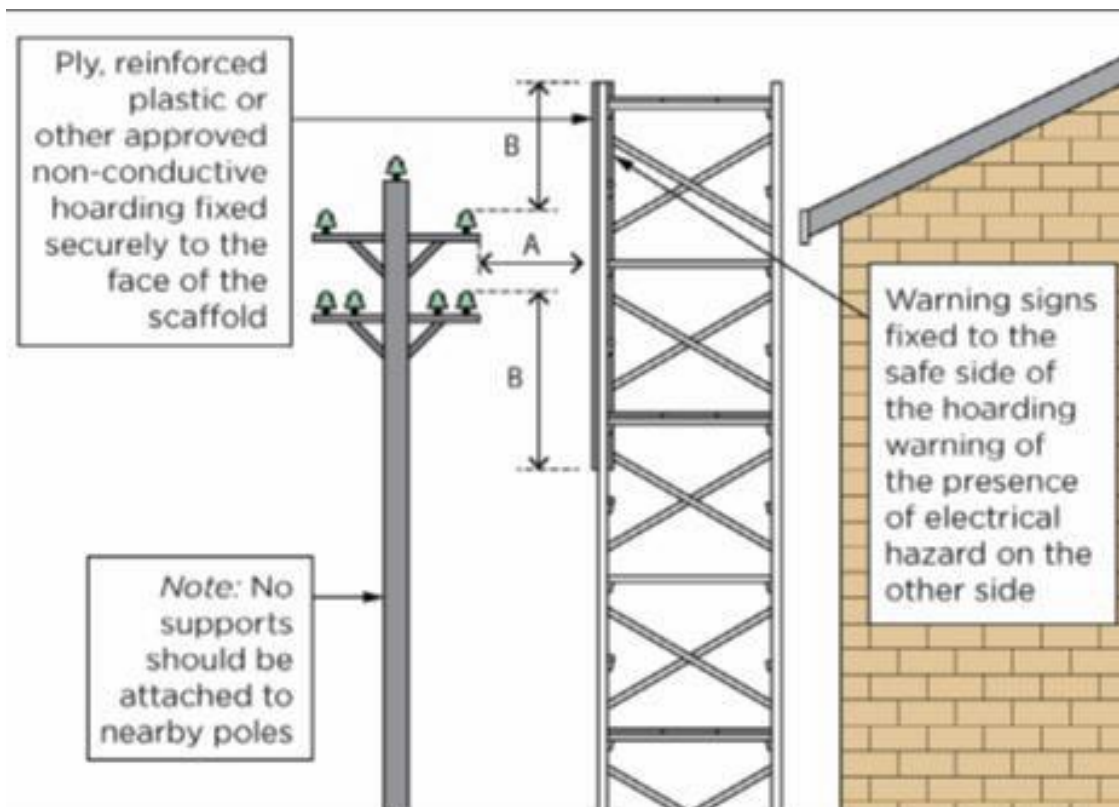 Ply, reinforced
plastic or
other approved
non-conductive
hoarding fixed
securely to the
face of the
scaffold
B
A
B
Warning signs
fixed to the
safe side of
the hoarding
warning of
the presence
of electrical
hazard on the
other side
Note: No
supports
should be
attached to
nearby poles